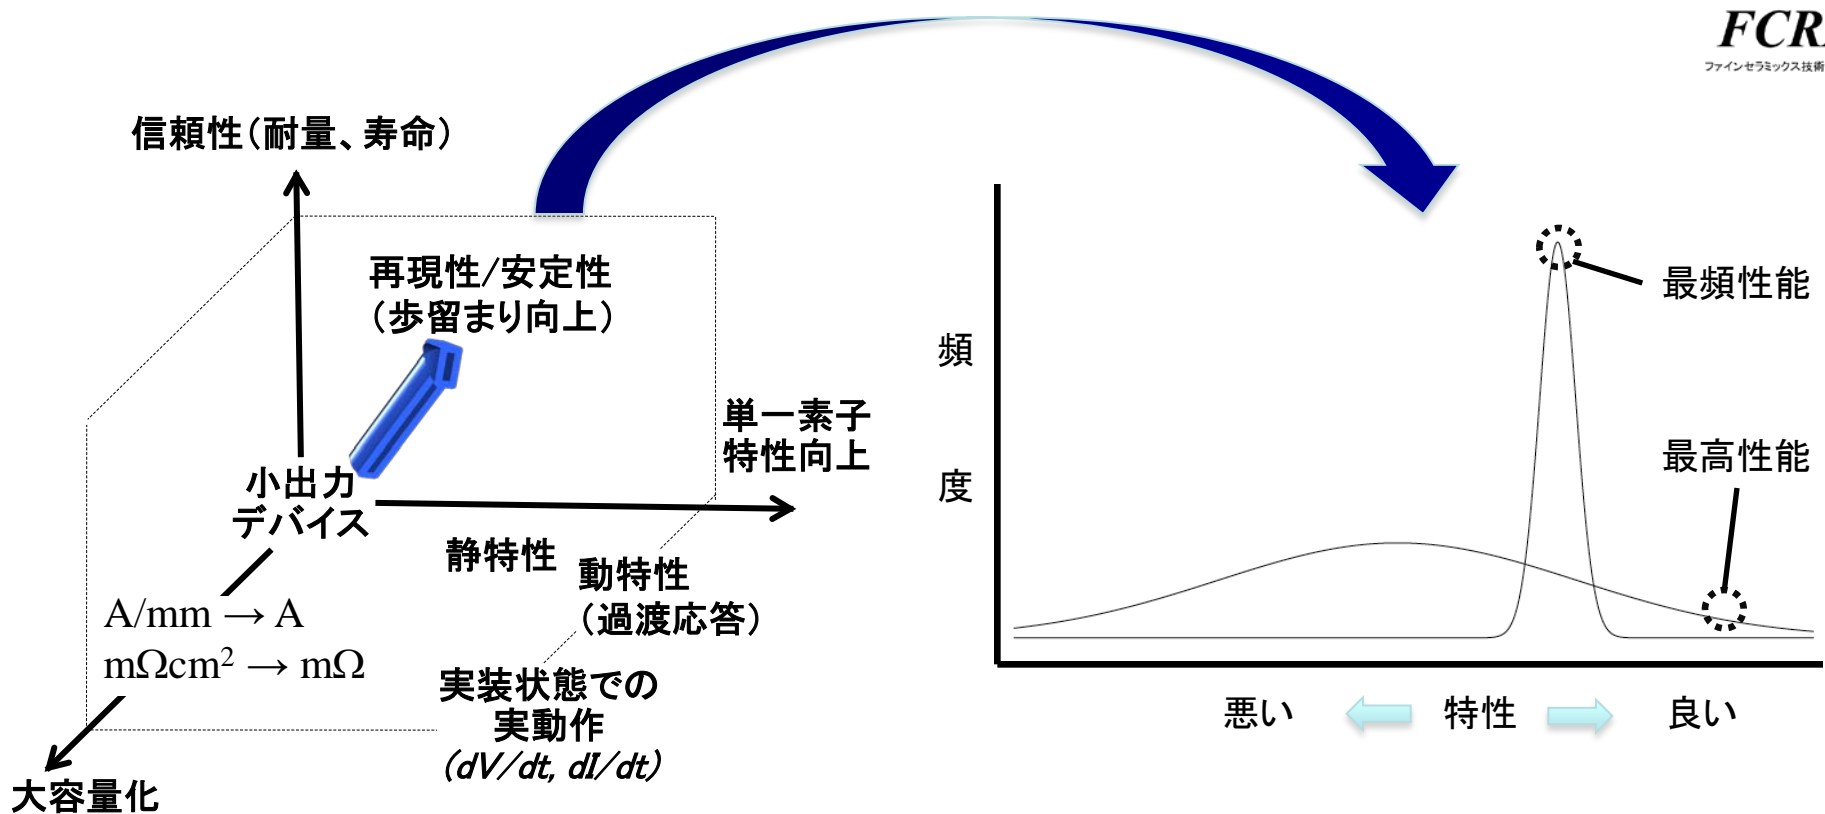 FCR
ファインセラミックス技術
信頼性(耐量、寿命)
再現性/安定性
(歩留まり向上)
単一素子
特性向上
小出力
デバイス
静特性
動特性
(過渡応答)
A/mm → A
mΩcm² → mΩ
実装状態での
実動作
(dV/dt, dI/dt)
大容量化
頻
度
最頻性能
最高性能
悪い
特性
良い